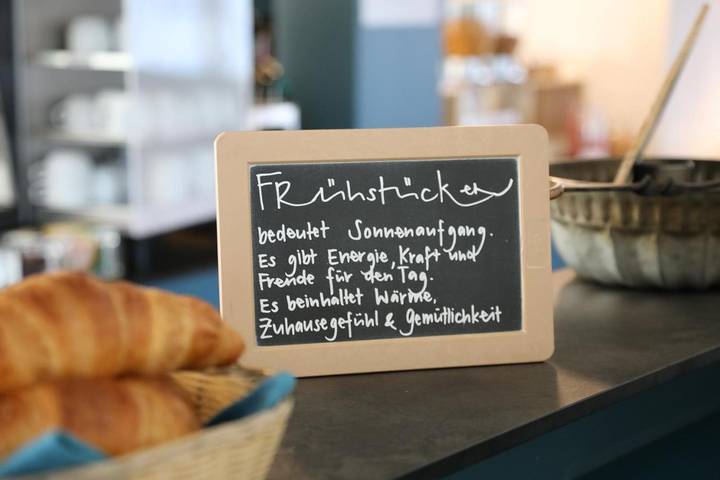 Frühstücken
bedeutet Sonnenaufgang.
Es gibt Energie, Kraft und
Freude für den Tag.
Es beinhaltet Wärme,
Zuhausegefühl & Gemütlichkeit